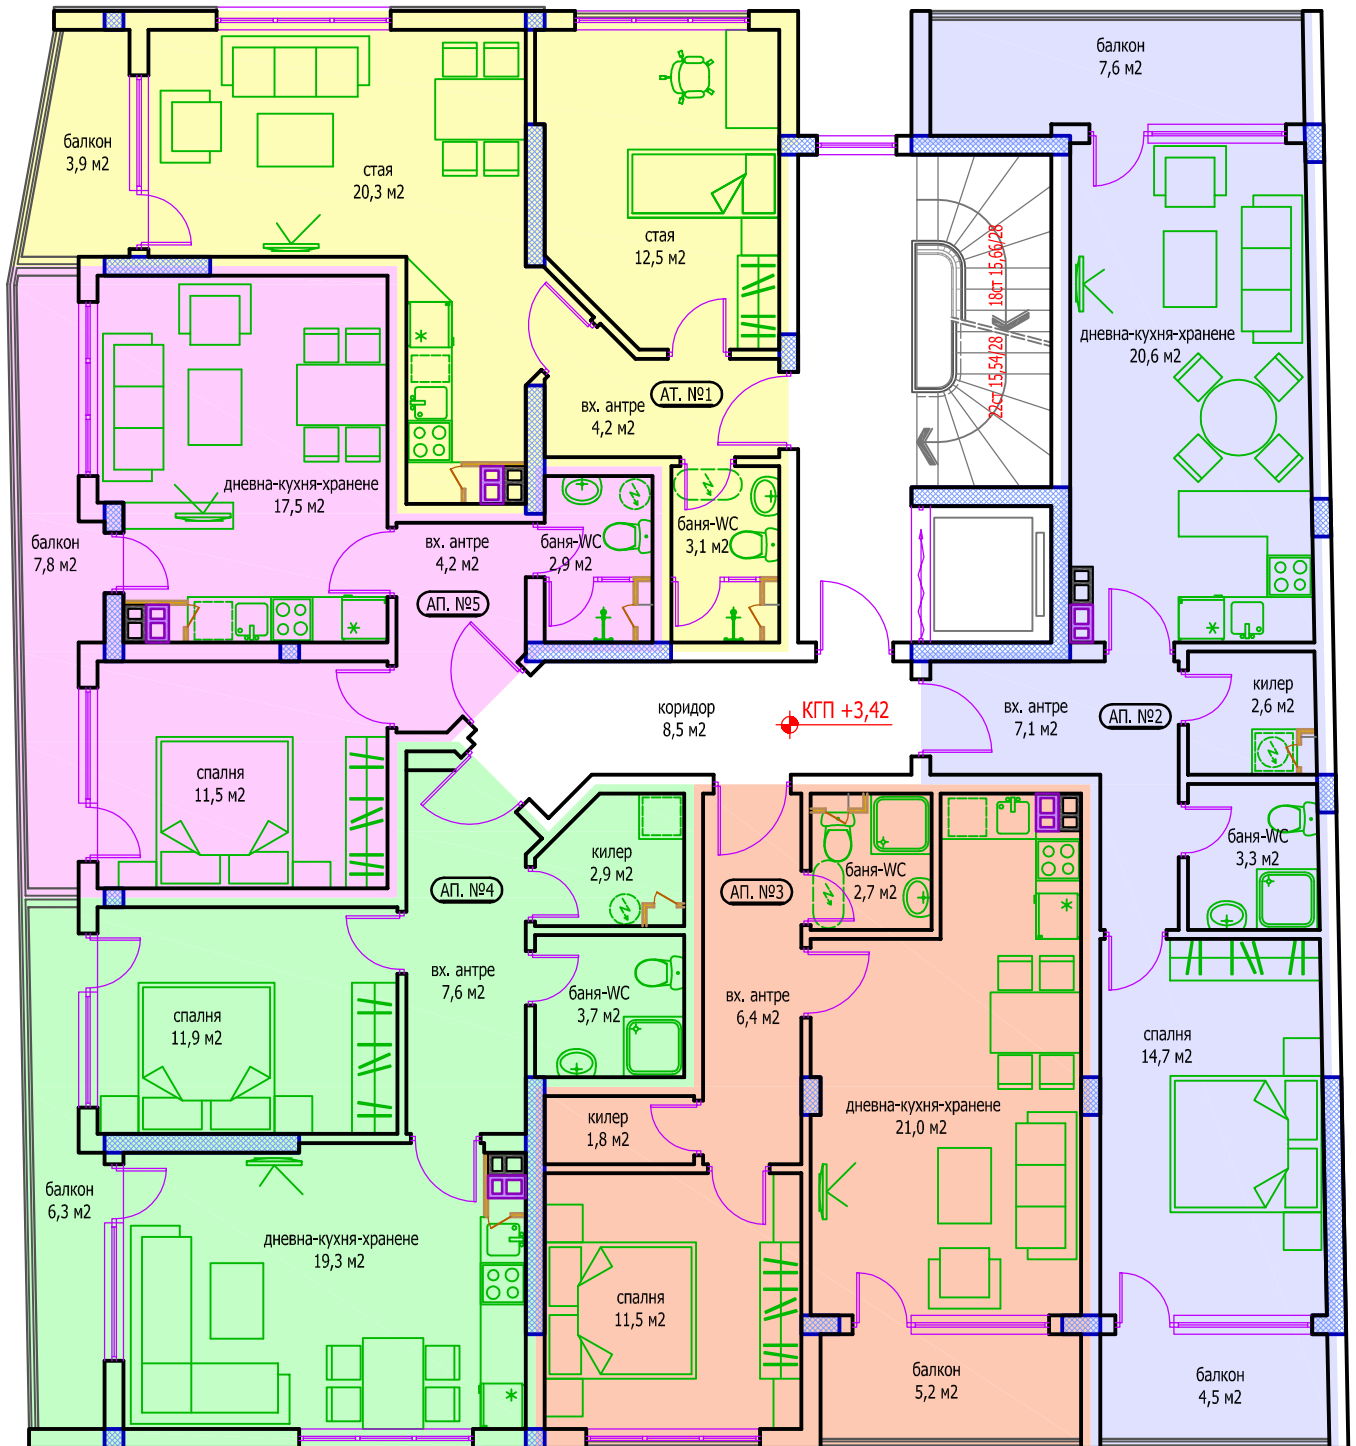 балкон
7,6 м2
балкон
3,9 м2
стая
20,3 м2
стая
12,5 м2
18ст 15,66/28
22ст 15,54/28
дневна-кухня-хранене
20,6 м2
АТ. №1
вх. антре
4,2 м2
дневна-кухня-хранене
17,5 м2
балкон
7,8 м2
вх. антре
4,2 м2
баня-WC
2,9 м2
баня-WC
3,1 м2
АП. №5
коридор
8,5 м2
КГП +3,42
вх. антре
7,1 м2
АП. №2
килер
2,6 м2
спалня
11,5 м2
баня-WC
3,3 м2
килер
2,9 м2
АП. №4
АП. №3
баня-WC
2,7 м2
вх. антре
7,6 м2
баня-WC
3,7 м2
вх. антре
6,4 м2
спалня
11,9 м2
спалня
14,7 м2
килер
1,8 м2
дневна-кухня-хранене
21,0 м2
балкон
6,3 м2
дневна-кухня-хранене
19,3 м2
спалня
11,5 м2
балкон
5,2 м2
балкон
4,5 м2